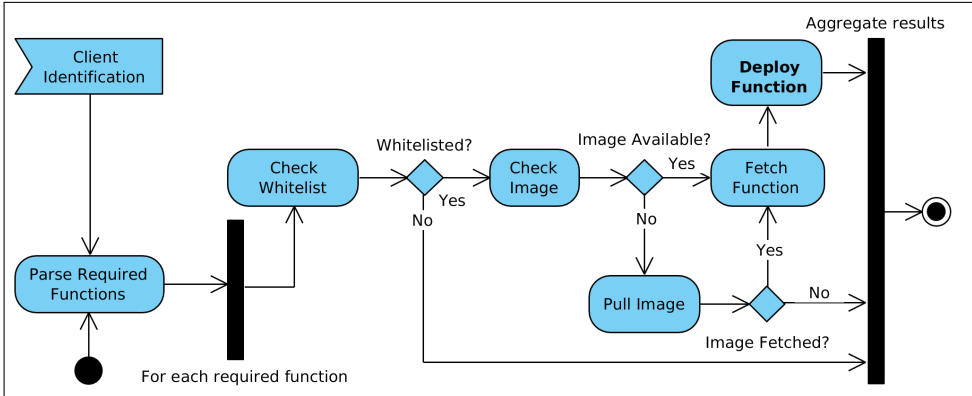 Aggregate results
Client
Identification
Deploy
Function
Whitelisted?
Image Available?
Check
Whitelist
Yes
Check
Image
Yes
Fetch
Function
No
No
Parse Required
Functions
Yes
Pull Image
No
Image Fetched?
For each required function